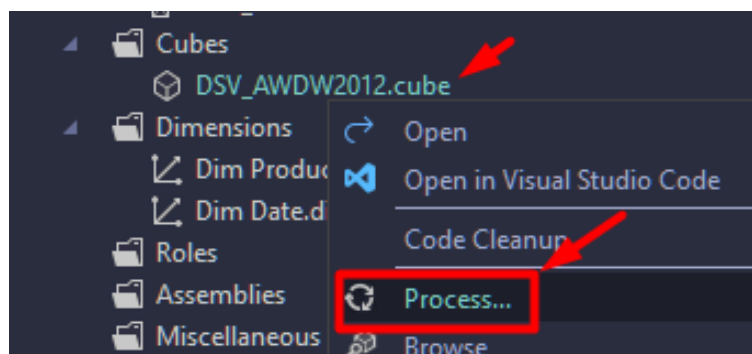 Cubes
DSV_AWDW2012.cube
Dimensions
Open
Dim Produc
Open in Visual Studio Code
Dim Date.d
Code Cleanup
Roles
Assemblies
Process...
Miscellaneous
Browse